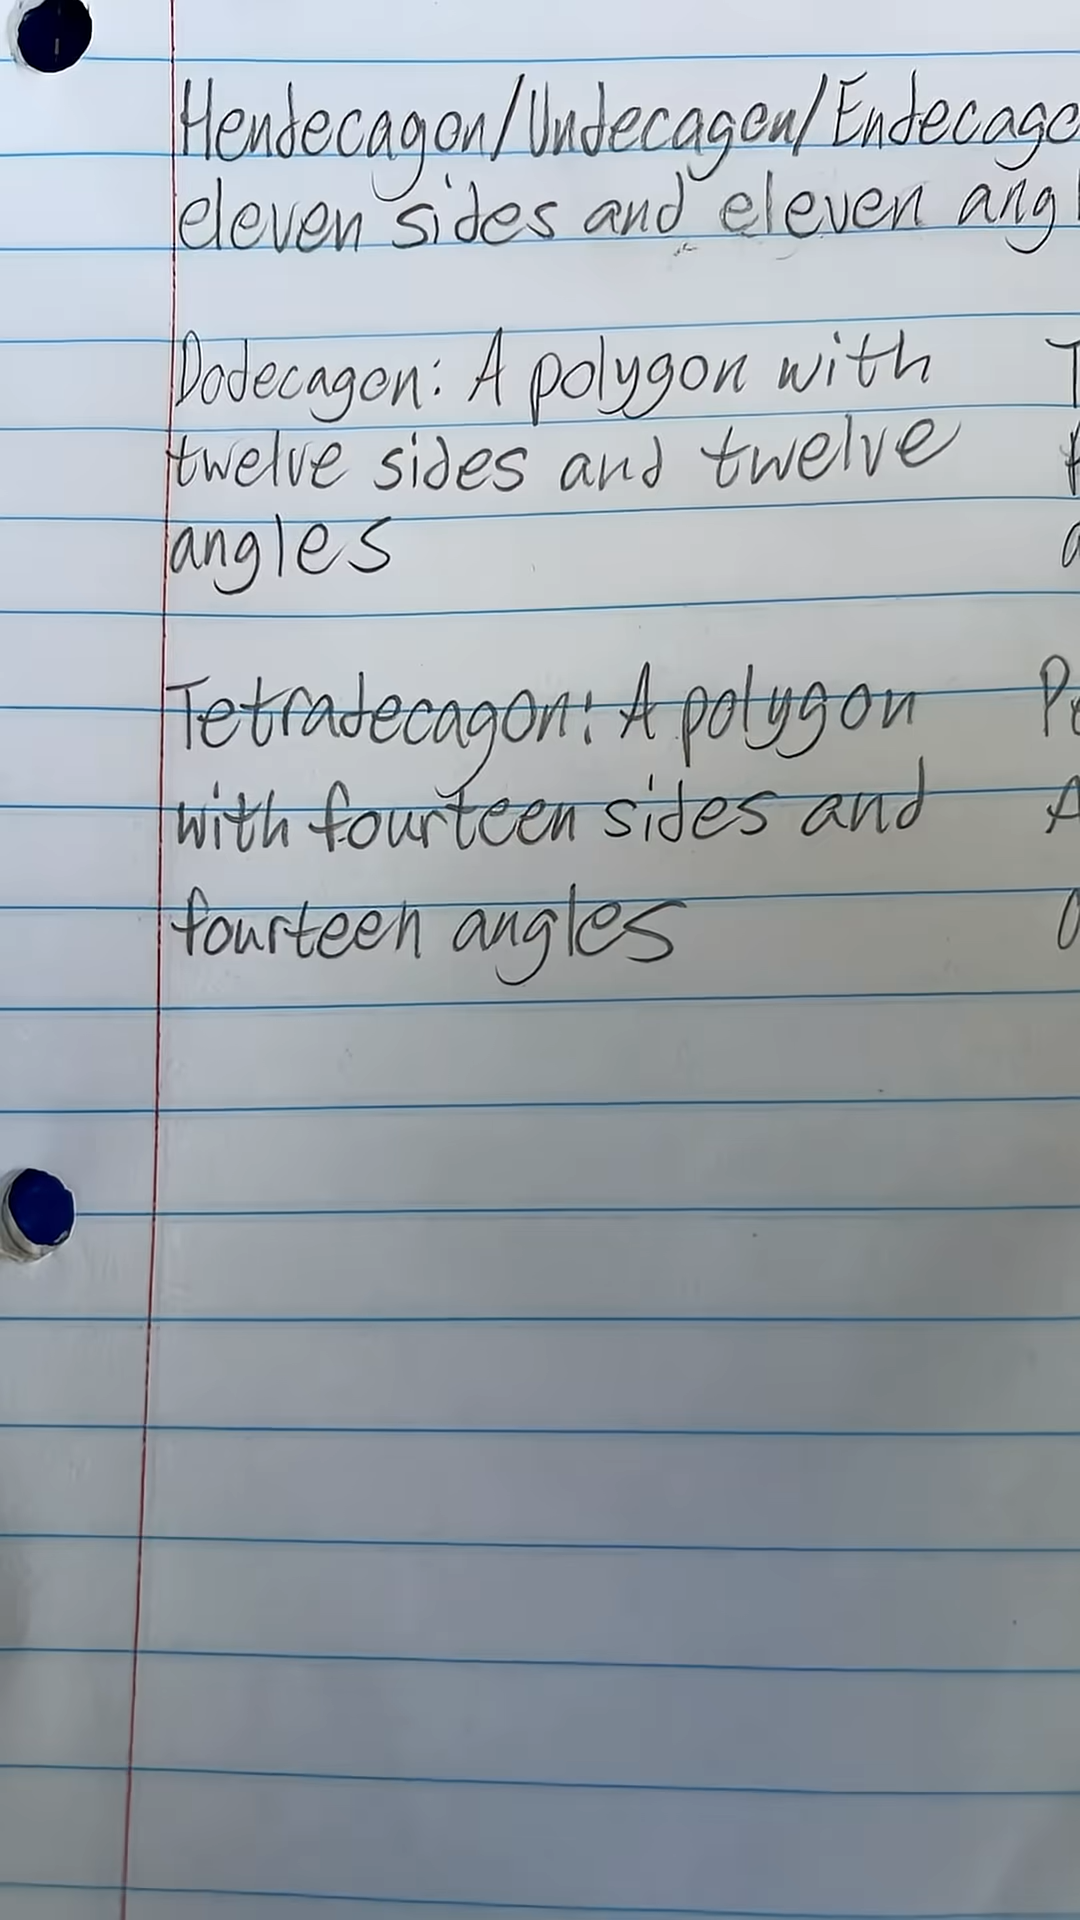 Hendecagon/Undecagon/Endecago
eleven sides and eleven angl
Dodecagon: A polygon with
twelve sides and twelve
angles
Tetradecagon: A polygon
with fourteen sides and
fourteen angles